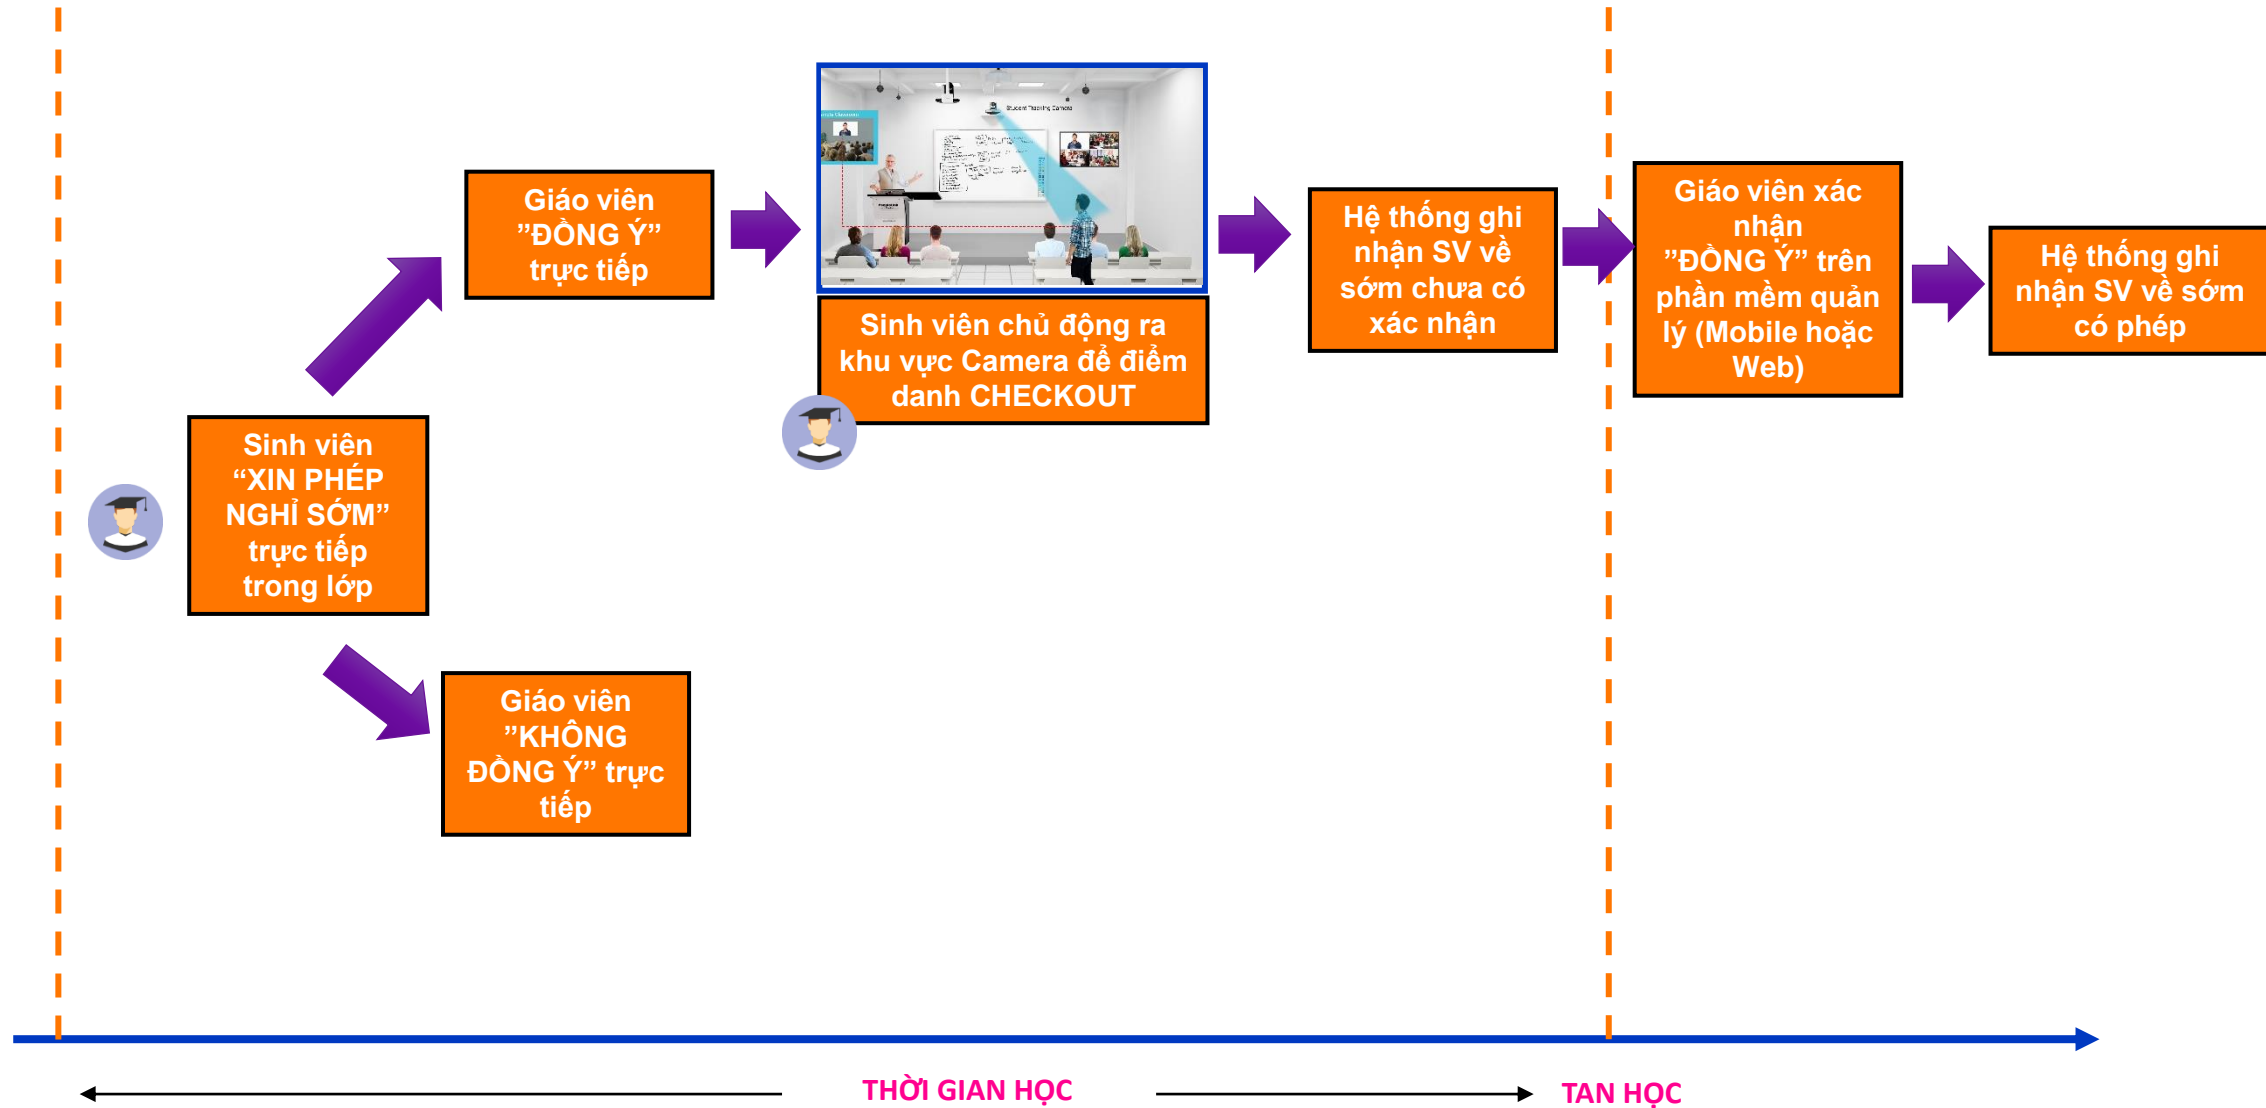 Student Tracking Camera
Giáo viên
”ĐỒNG Ý”
trực tiếp
Sinh viên chủ động ra
khu vực Camera để điểm
danh CHECKOUT
Hệ thống ghi
nhận SV về
sớm chưa có
xác nhận
Giáo viên xác
nhận
”ĐỒNG Ý” trên
phần mềm quản
lý (Mobile hoặc
Web)
Hệ thống ghi
nhận SV về sớm
có phép
Sinh viên
“XIN PHÉP
NGHỈ SỚM”
trực tiếp
trong lớp
Giáo viên
”KHÔNG
ĐỒNG Ý” trực
tiếp
THỜI GIAN HỌC
TAN HỌC